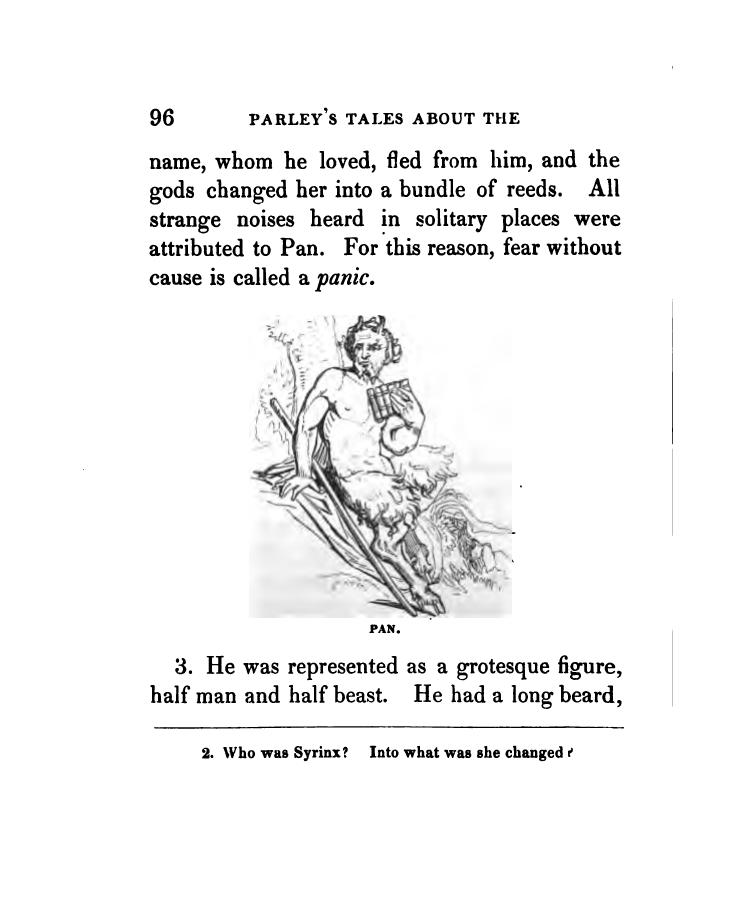 96 PARLEY'S TALES ABOUT THE
name, whom he loved, fled from him, and the
gods changed her into a bundle of reeds. All
strange noises heard in solitary places were
attributed to Pan. For this reason, fear without
cause is called a panic.
PAN.
3. He was represented as a grotesque figure,
half man and half beast. He had a long beard,
2. Who was Syrinx? Into what was she changed?